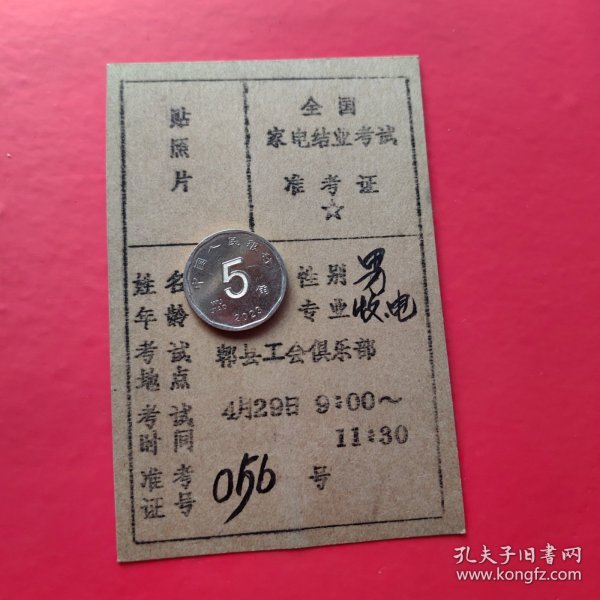 贴照片
全国
家电结业考试
准考证
☆
姓名
性别 男
年龄
专业 收电
考试地点 郫县工会俱乐部
考试时间 4月29日 9:00～
11:30
准考证号 056 号
中国人民银行
5
角
2023
孔夫子旧书网
www.kongfz.com